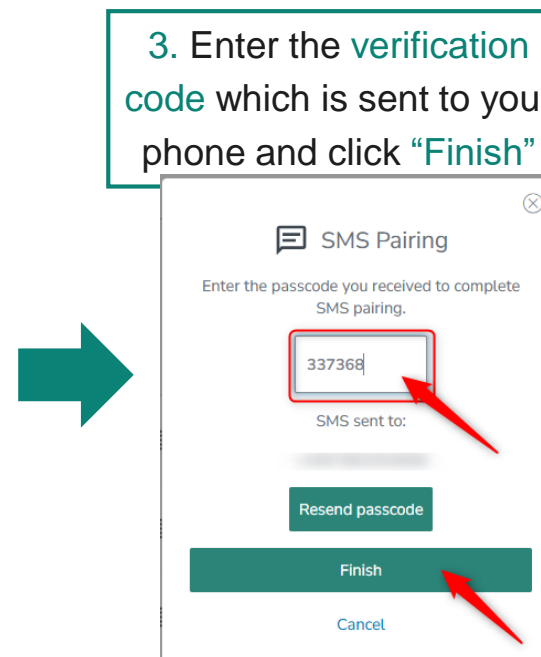 3. Enter the verification
code which is sent to you
phone and click “Finish”
SMS Pairing
Enter the passcode you received to complete
SMS pairing.
337368
SMS sent to:
Resend passcode
Finish
Cancel